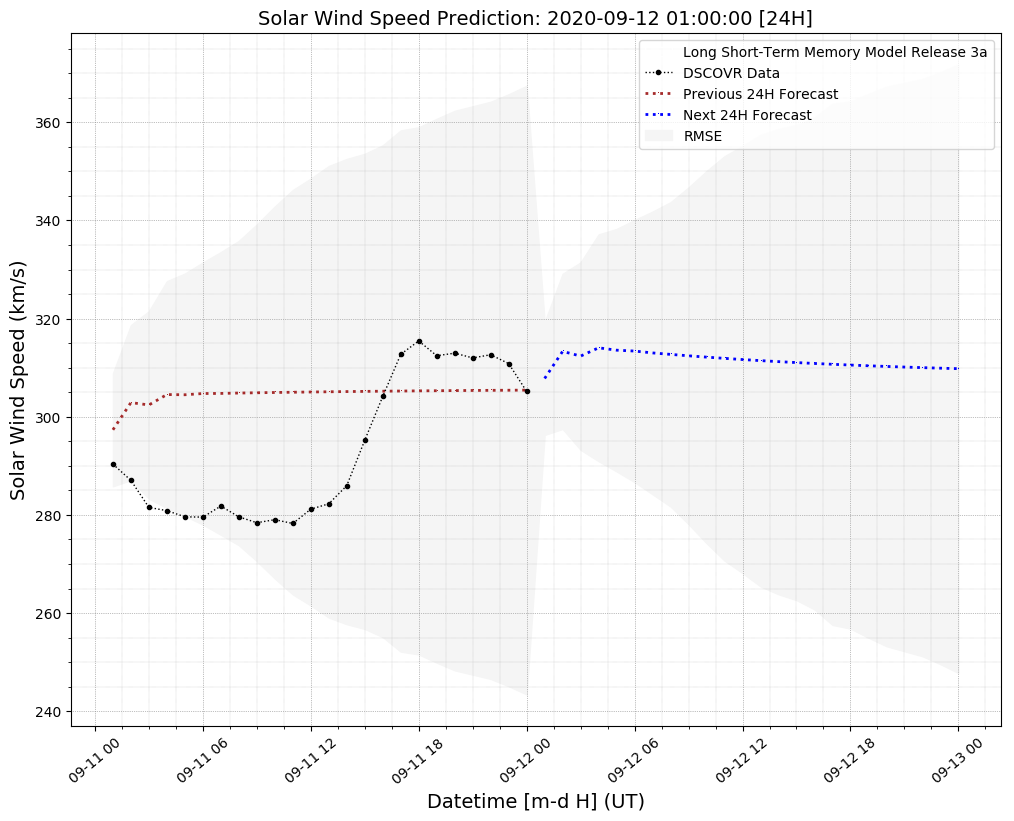 Solar Wind Speed Prediction: 2020-09-12 01:00:00 [24H]
Long Short-Term Memory Model Release 3a
DSCOVR Data
Previous 24H Forecast
Next 24H Forecast
RMSE
Solar Wind Speed (km/s)
360
340
320
300
280
260
240
09-11 00
09-11 06
09-11 12
09-11 18
09-12 00
09-12 06
09-12 12
09-12 18
09-13 00
Datetime [m-d H] (UT)